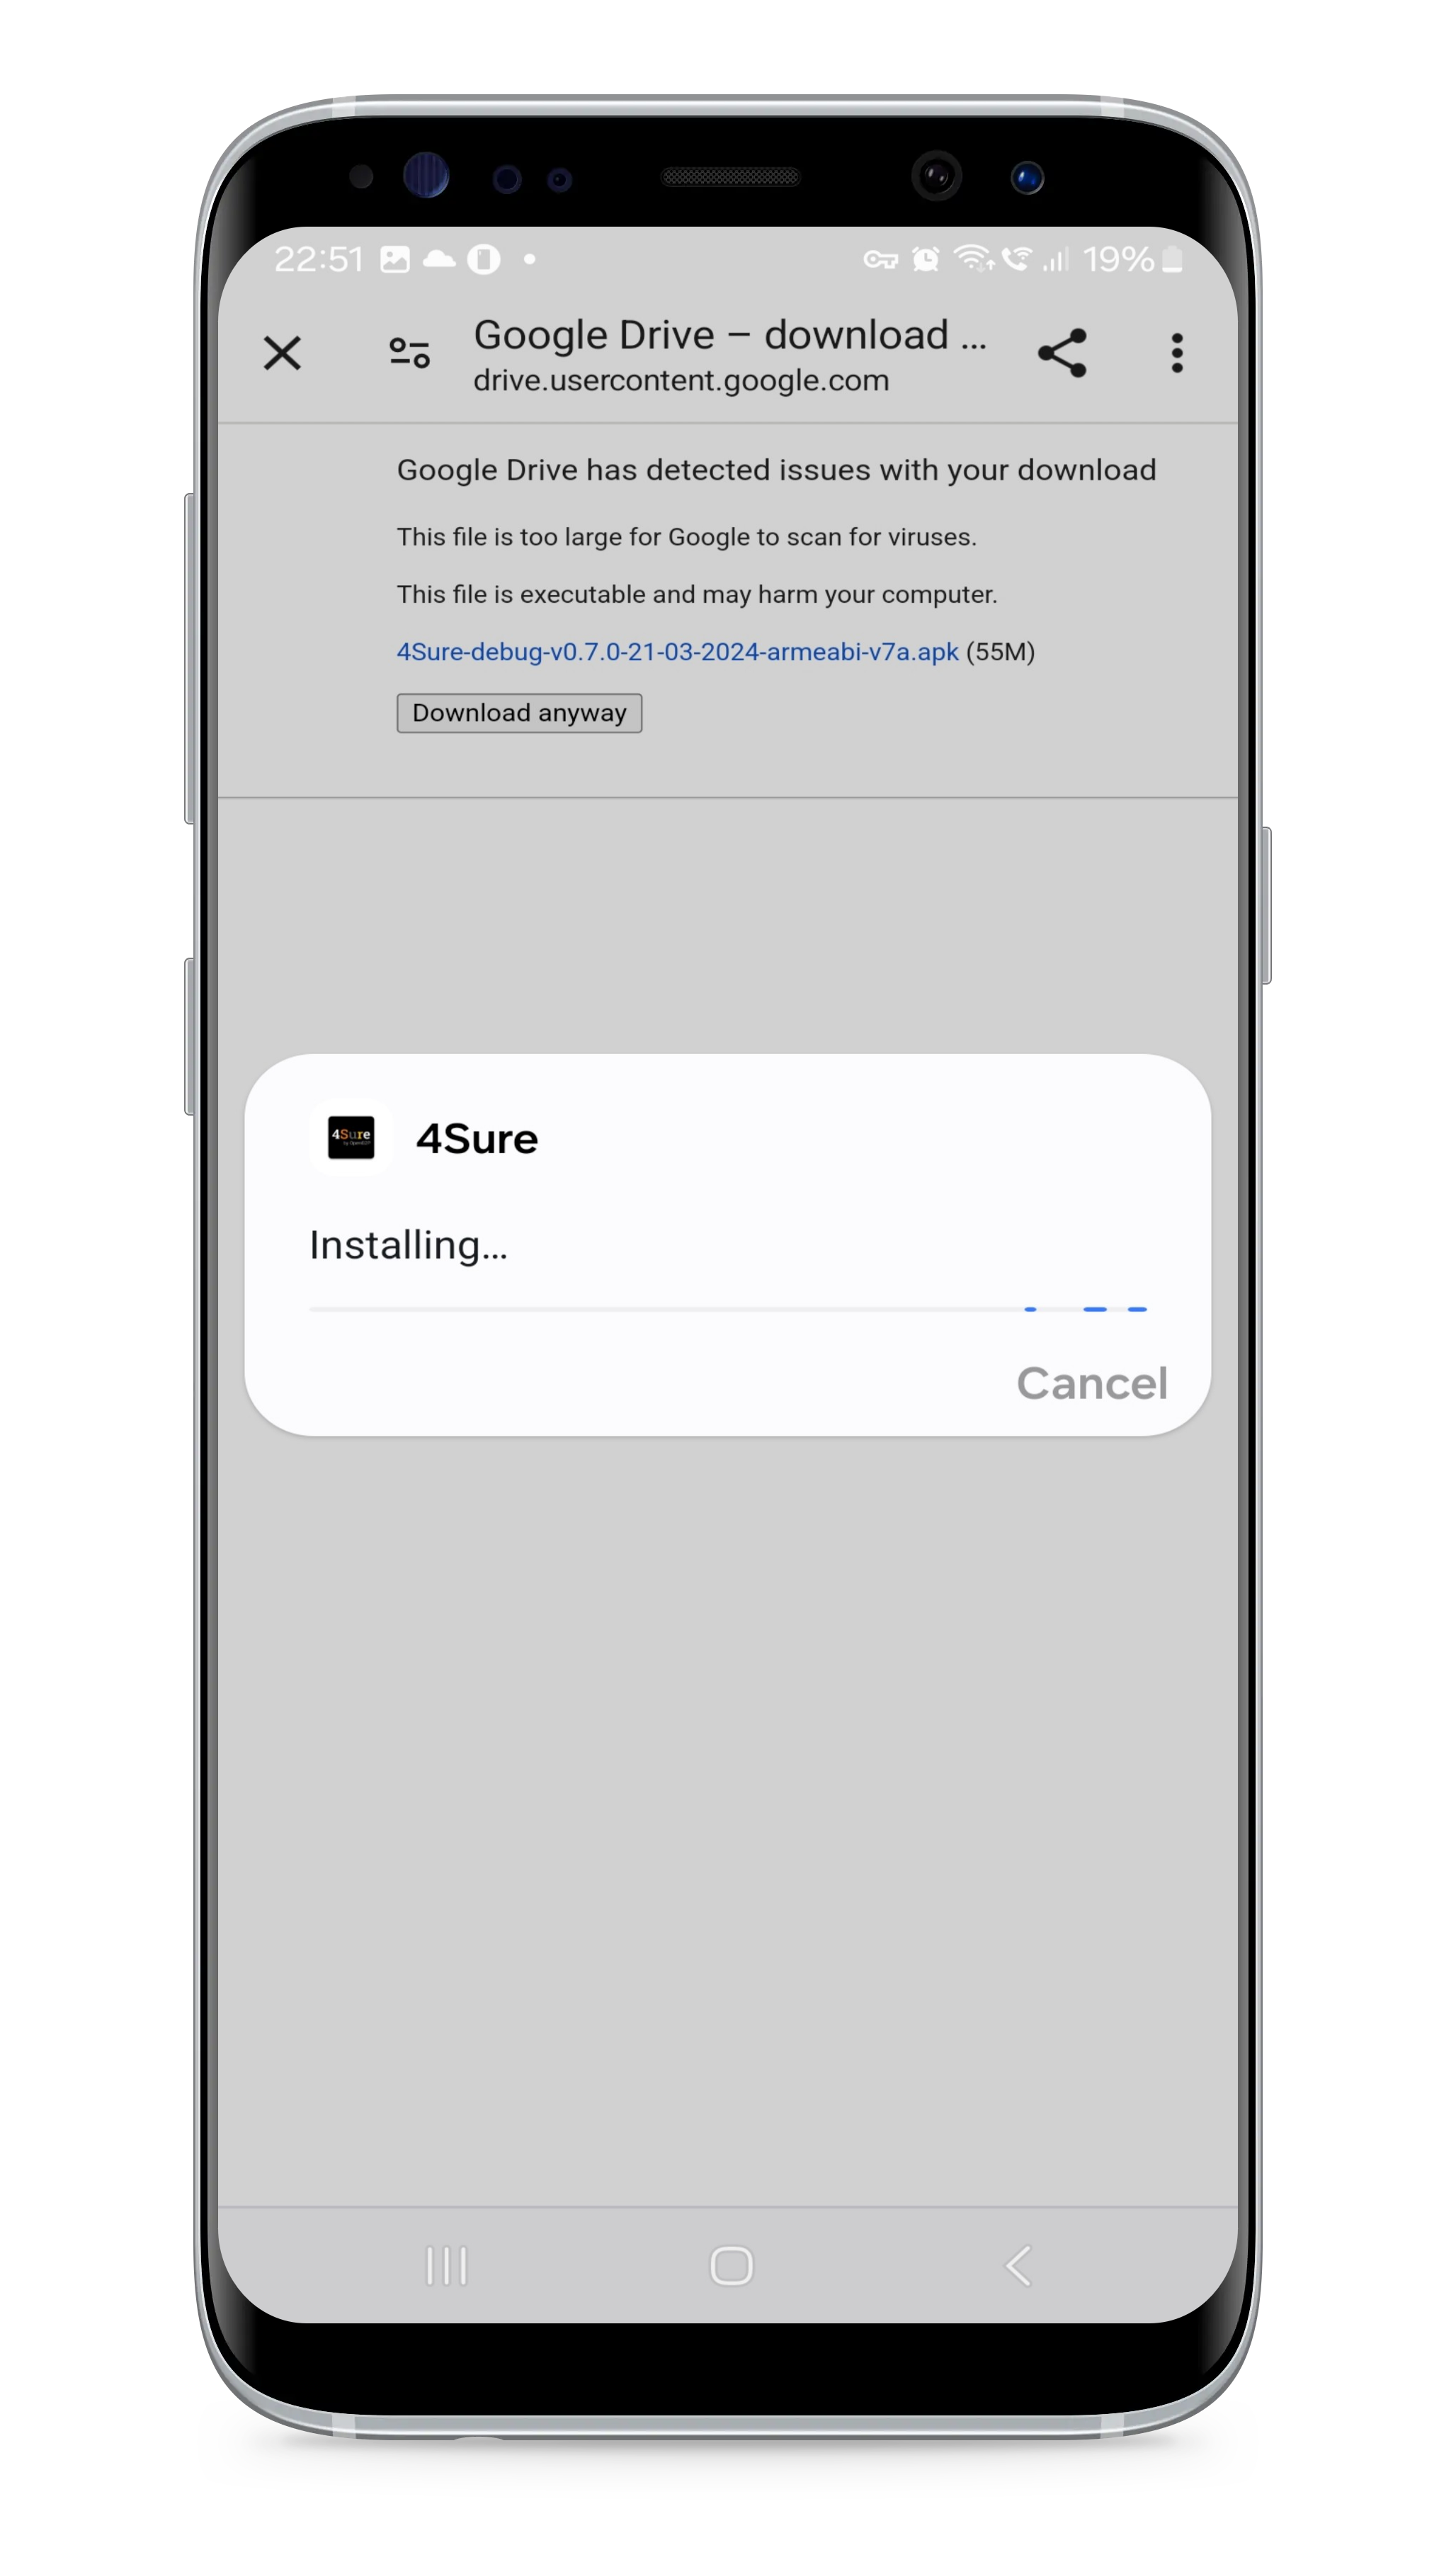 22:51
19%
Google Drive – download ...
drive.usercontent.google.com
Google Drive has detected issues with your download
This file is too large for Google to scan for viruses.
This file is executable and may harm your computer.
4Sure-debug-v0.7.0-21-03-2024-armeabi-v7a.apk (55M)
Download anyway
4Sure
4Sure
Installing...
Cancel